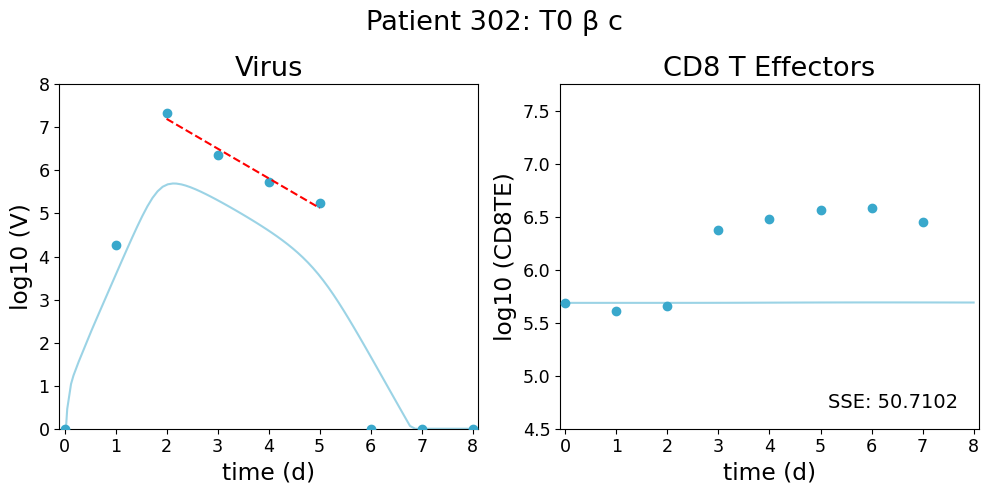 Patient 302: T0 β c
Virus
CD8 T Effectors
log10 (V)
8
7
6
5
4
3
2
1
0
0 1 2 3 4 5 6 7 8
time (d)
log10 (CD8TE)
7.5
7.0
6.5
6.0
5.5
5.0
4.5
SSE: 50.7102
0 1 2 3 4 5 6 7 8
time (d)